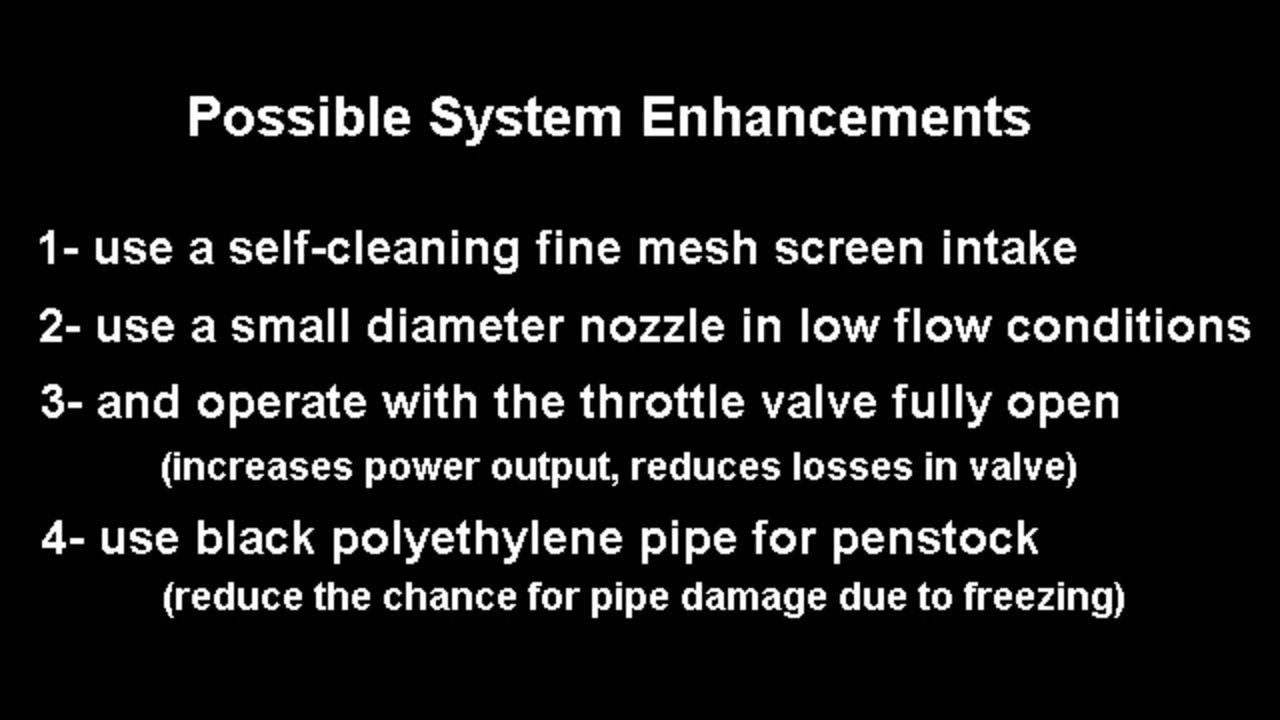 Possible System Enhancements
1- use a self-cleaning fine mesh screen intake
2- use a small diameter nozzle in low flow conditions
3- and operate with the throttle valve fully open
(increases power output, reduces losses in valve)
4- use black polyethylene pipe for penstock
(reduce the chance for pipe damage due to freezing)